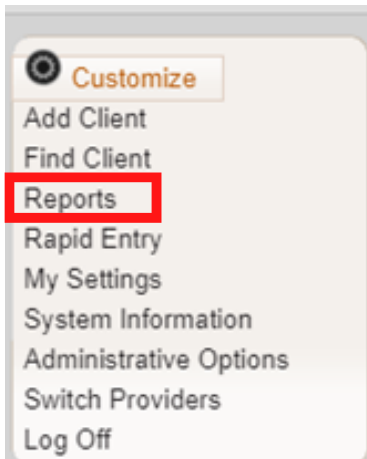 Customize
Add Client
Find Client
Reports
Rapid Entry
My Settings
System Information
Administrative Options
Switch Providers
Log Off